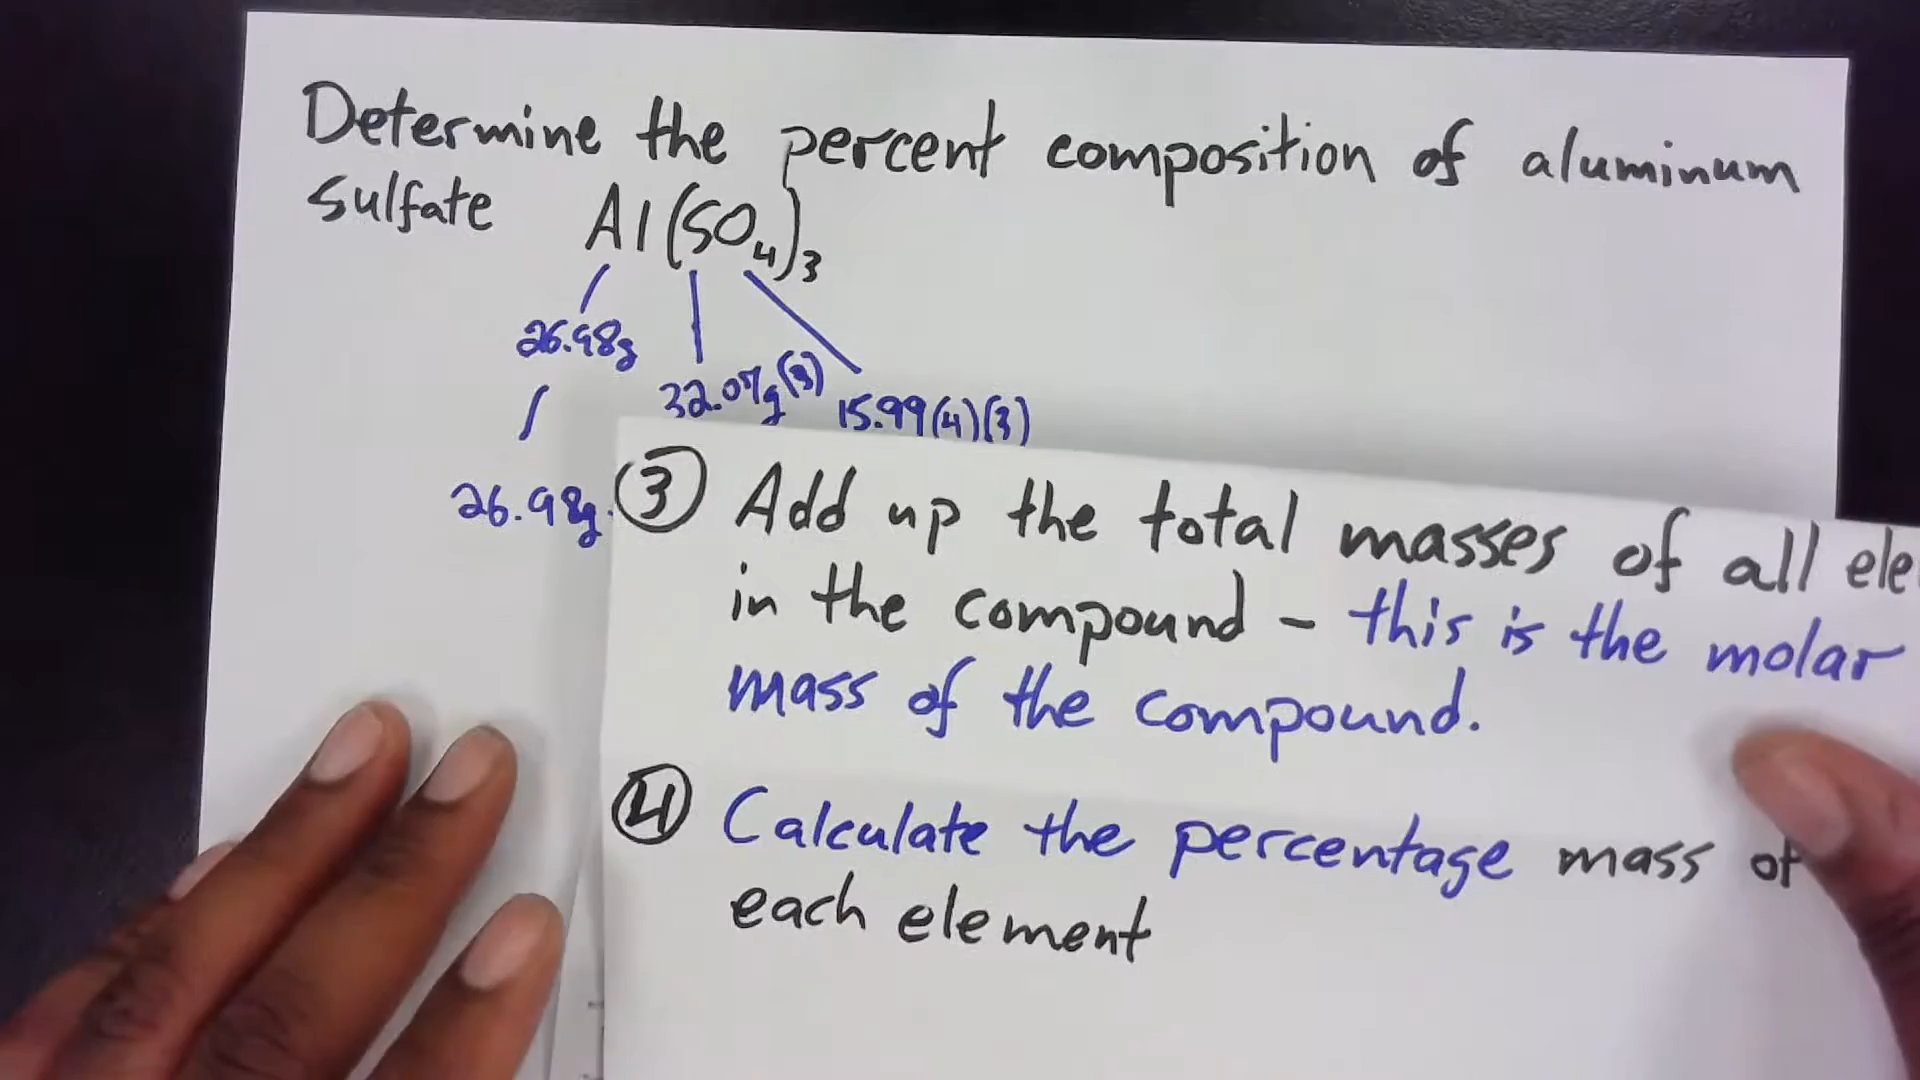 Determine the percent composition of aluminum
sulfate Al(SO₄)₃
26.98g
32.07g(3) 15.99(4)(3)
26.98g
③ Add up the total masses of all ele
in the compound - this is the molar
mass of the compound.
④ Calculate the percentage mass of
each element